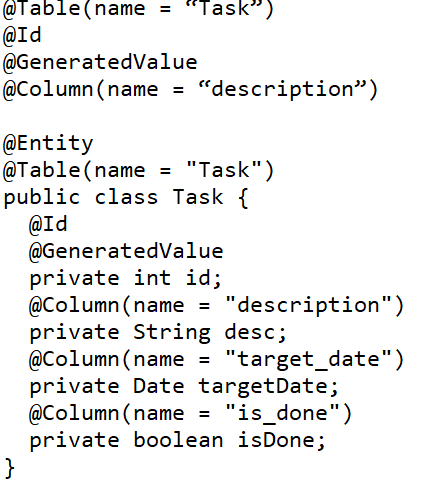 @Table(name = “Task”)
@Id
@GeneratedValue
@Column(name = “description”)

@Entity
@Table(name = "Task")
public class Task {
  @Id
  @GeneratedValue
  private int id;
  @Column(name = "description")
  private String desc;
  @Column(name = "target_date")
  private Date targetDate;
  @Column(name = "is_done")
  private boolean isDone;
}